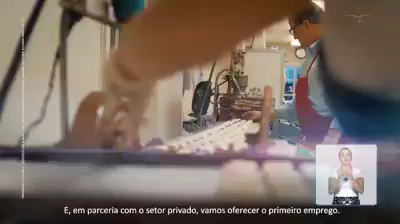 E, em parceria com o setor privado, vamos oferecer o primeiro emprego.